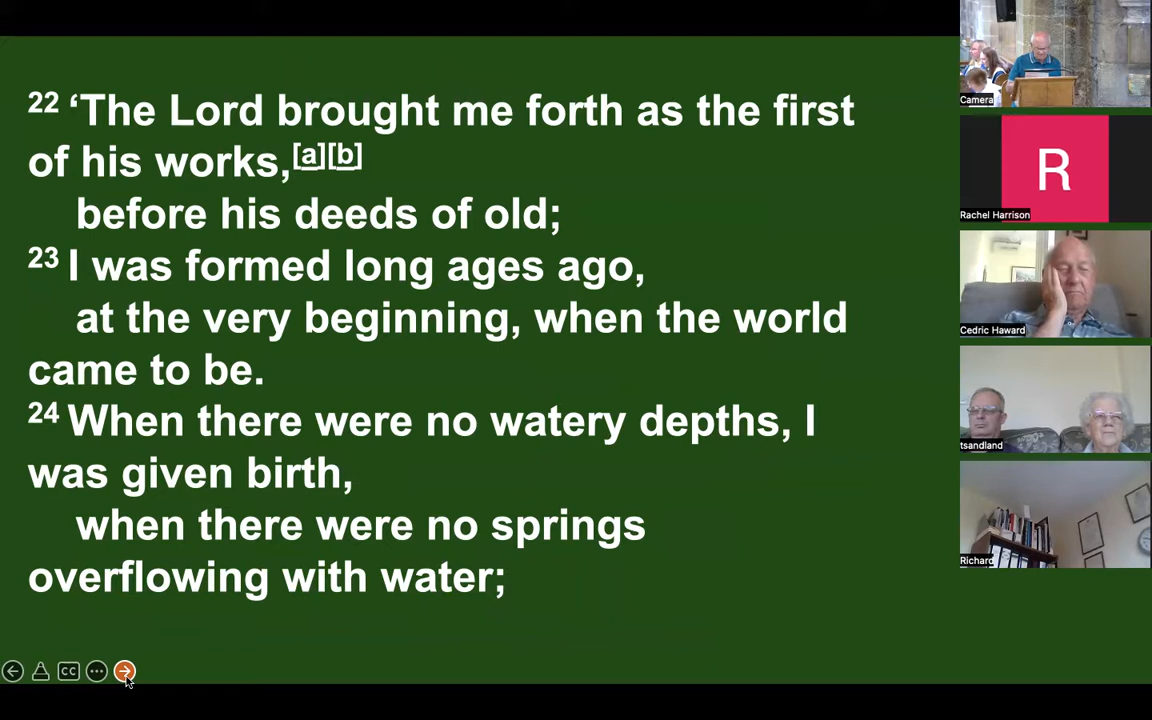 22 ‘The Lord brought me forth as the first
of his works,[a][b]
before his deeds of old;
23 I was formed long ages ago,
at the very beginning, when the world
came to be.
24 When there were no watery depths, I
was given birth,
when there were no springs
overflowing with water;
CC
Camera
R
Rachel Harrison
Cedric Haward
tsandland
Richard